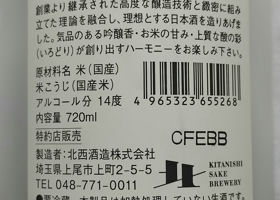 創業より継承された高度な醸造技術と緻密に組み
立てた理論を融合し、理想とする日本酒を造りあげま
した。気品のある吟醸香・お米の甘み・上質な酸の彩
(いろどり)が創り出すハーモニーをお楽しみ下さい。
原材料名 米(国産)
米こうじ(国産米)
アルコール分 14度
内容量 720ml
4965323655268
特約店販売
CFEBB
製造者 北西酒造株式会社
埼玉県上尾市上町2-5-5
TEL 048-771-0011
KITANISHI
SAKE
BREWERY